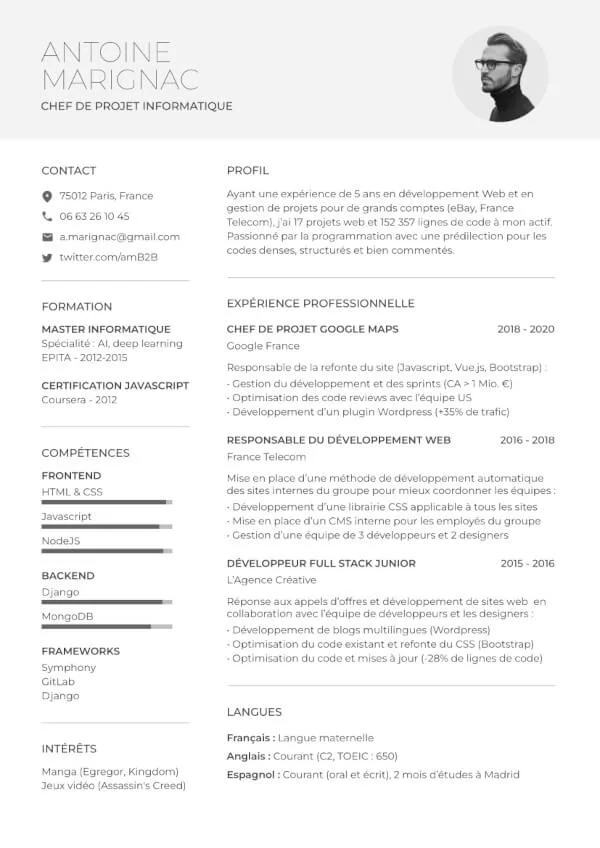 ANTOINE
MARIGNAC
CHEF DE PROJET INFORMATIQUE
CONTACT
75012 Paris, France
06 63 26 10 45
a.marignac@gmail.com
twitter.com/amB2B
FORMATION
MASTER INFORMATIQUE
Spécialité : AI, deep learning
EPITA - 2012-2015
CERTIFICATION JAVASCRIPT
Coursera - 2012
COMPÉTENCES
FRONTEND
HTML & CSS
Javascript
NodeJS
BACKEND
Django
MongoDB
FRAMEWORKS
Symphony
GitLab
Django
INTÉRÊTS
Manga (Egregor, Kingdom)
Jeux vidéo (Assassin's Creed)
PROFIL
Ayant une expérience de 5 ans en développement Web et en
gestion de projets pour de grands comptes (eBay, France
Telecom), j'ai 17 projets web et 152 357 lignes de code à mon actif.
Passionné par la programmation avec une prédilection pour les
codes denses, structurés et bien commentés.
EXPÉRIENCE PROFESSIONNELLE
CHEF DE PROJET GOOGLE MAPS 2018 - 2020
Google France
Responsable de la refonte du site (Javascript, Vue.js, Bootstrap) :
• Gestion du développement et des sprints (CA > 1 Mio. €)
• Optimisation des code reviews avec l'équipe US
• Développement d'un plugin Wordpress (+35% de trafic)
RESPONSABLE DU DÉVELOPPEMENT WEB 2016 - 2018
France Telecom
Mise en place d'une méthode de développement automatique
des sites internes du groupe pour mieux coordonner les équipes :
• Développement d'une librairie CSS applicable à tous les sites
• Mise en place d'un CMS interne pour les employés du groupe
• Gestion d'une équipe de 3 développeurs et 2 designers
DÉVELOPPEUR FULL STACK JUNIOR 2015 - 2016
L'Agence Créative
Réponse aux appels d'offres et développement de sites web en
collaboration avec l'équipe de développeurs et les designers :
• Développement de blogs multilingues (Wordpress)
• Optimisation du code existant et refonte du CSS (Bootstrap)
• Optimisation du code et mises à jour (-28% de lignes de code)
LANGUES
Français : Langue maternelle
Anglais : Courant (C2, TOEIC : 650)
Espagnol : Courant (oral et écrit), 2 mois d'études à Madrid